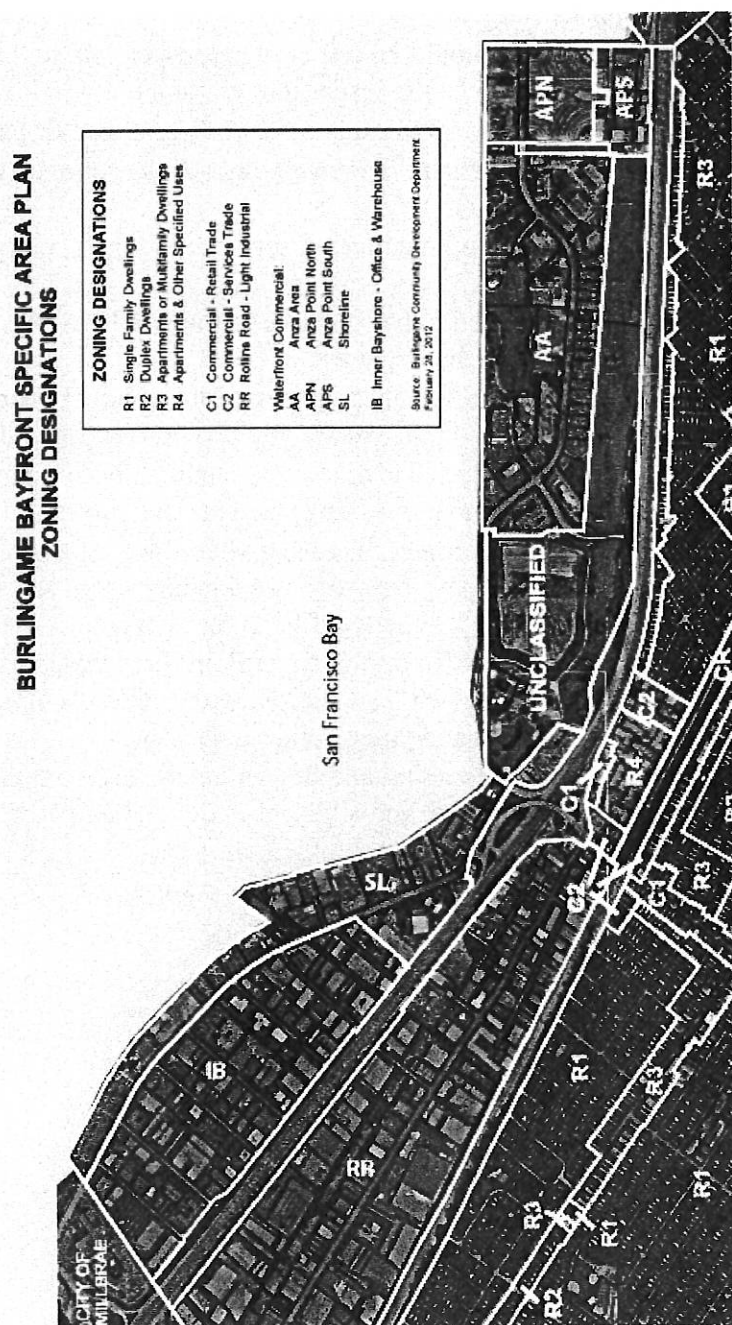 BURLINGAME BAYFRONT SPECIFIC AREA PLAN
ZONING DESIGNATIONS
ZONING DESIGNATIONS
R1 Single Family Dwellings
R2 Duplex Dwellings
R3 Apartments or Multifamily Dwellings
R4 Apartments & Other Specified Uses
C1 Commercial - Retail Trade
C2 Commercial - Services Trade
RR Rollins Road - Light Industrial
Waterfront Commercial:
AA Anza Area
APN Anza Point North
APS Anza Point South
SL Shoreline
IB Inner Bayshore - Office & Warehouse
Source: Burlingame Community Development Department
February 28, 2012
San Francisco Bay
CITY OF
MILLBRAE
IB
SL
RR
UNCLASSIFIED
AA
APN
APS
C1
C2
R4
C2
C1
R3
CR
R3
R1
R1
R3
R1
R3
R1
R2